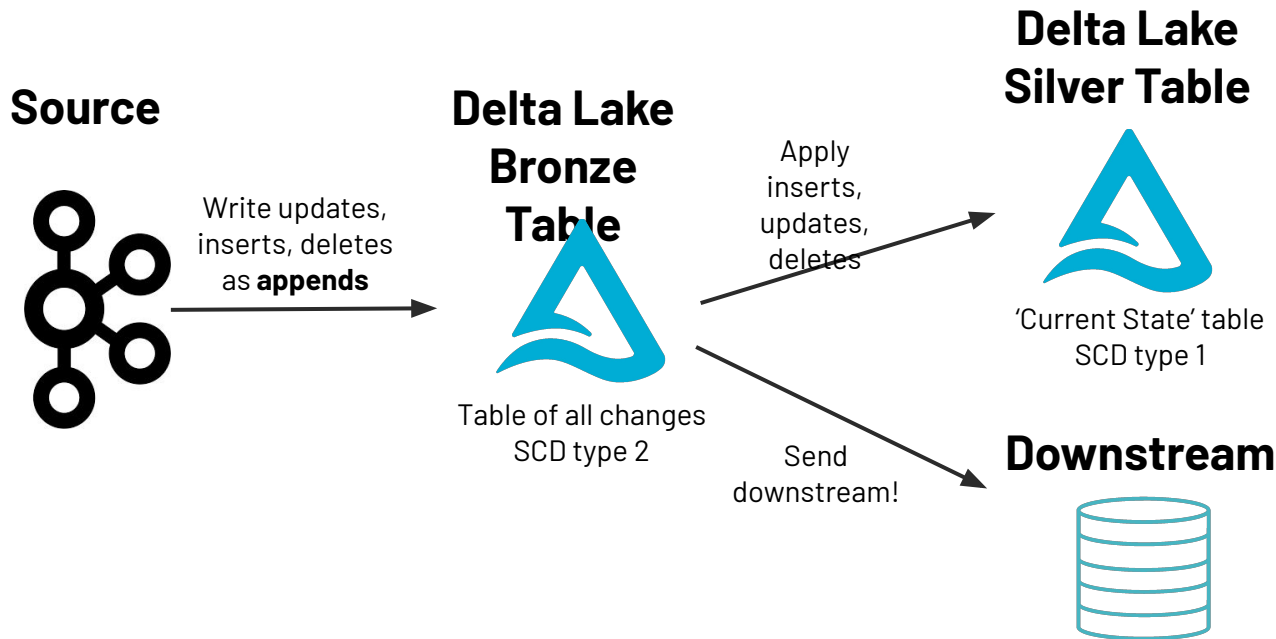 Source
Write updates,
inserts, deletes
as appends
Delta Lake
Bronze
Table
Table of all changes
SCD type 2
Apply
inserts,
updates,
deletes
Send
downstream!
Delta Lake
Silver Table
‘Current State’ table
SCD type 1
Downstream